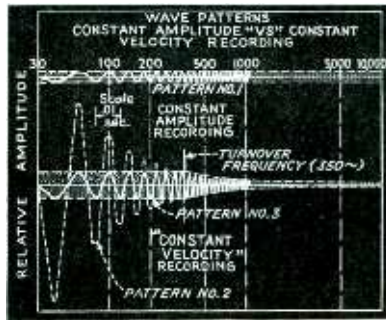 WAVE PATTERNS
CONSTANT AMPLITUDE "VS" CONSTANT
VELOCITY RECORDING
30 100 200 500 1000 5000 10000
PATTERN NO.1
Scale
.01
sec.
CONSTANT
AMPLITUDE
RECORDING
TURNOVER
FREQUENCY (350~)
PATTERN NO.3
"CONSTANT
VELOCITY"
RECORDING
PATTERN NO.2
RELATIVE AMPLITUDE